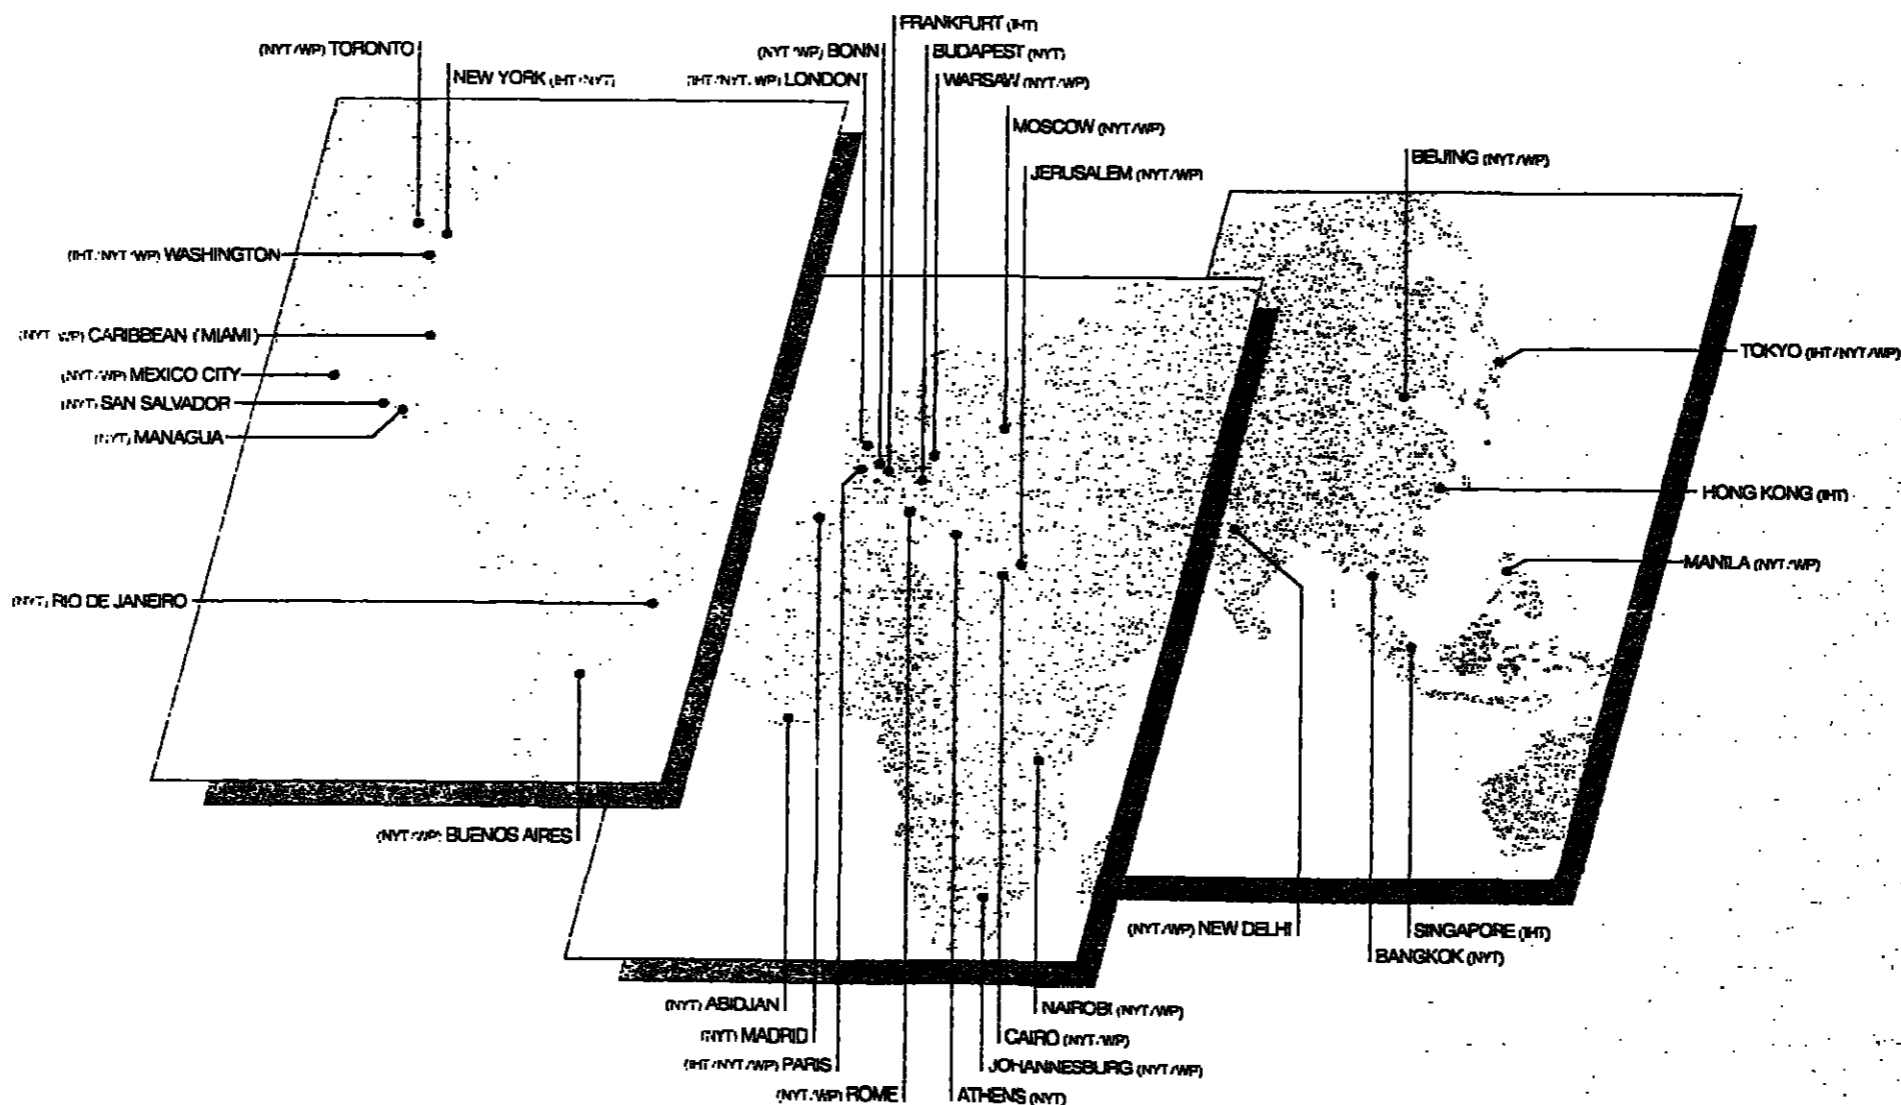 FRANKFURT (IHT)
(NYT/WP) TORONTO
(NYT/WP) BONN
BUDAPEST (NYT)
NEW YORK (IHT/NYT)
(IHT/NYT/WP) LONDON
WARSAW (NYT/WP)
MOSCOW (NYT/WP)
BEIJING (NYT/WP)
JERUSALEM (NYT/WP)
(IHT/NYT/WP) WASHINGTON
(NYT/WP) CARIBBEAN (MIAMI)
TOKYO (IHT/NYT/WP)
(NYT/WP) MEXICO CITY
(NYT) SAN SALVADOR
(NYT) MANAGUA
HONG KONG (IHT)
MANILA (NYT/WP)
(NYT) RIO DE JANEIRO
(NYT/WP) BUENOS AIRES
(NYT/WP) NEW DELHI
SINGAPORE (IHT)
BANGKOK (NYT)
(NYT) ABIDJAN
NAIROBI (NYT/WP)
(NYT) MADRID
CAIRO (NYT/WP)
(IHT/NYT/WP) PARIS
JOHANNESBURG (NYT/WP)
(NYT/WP) ROME
ATHENS (NYT)